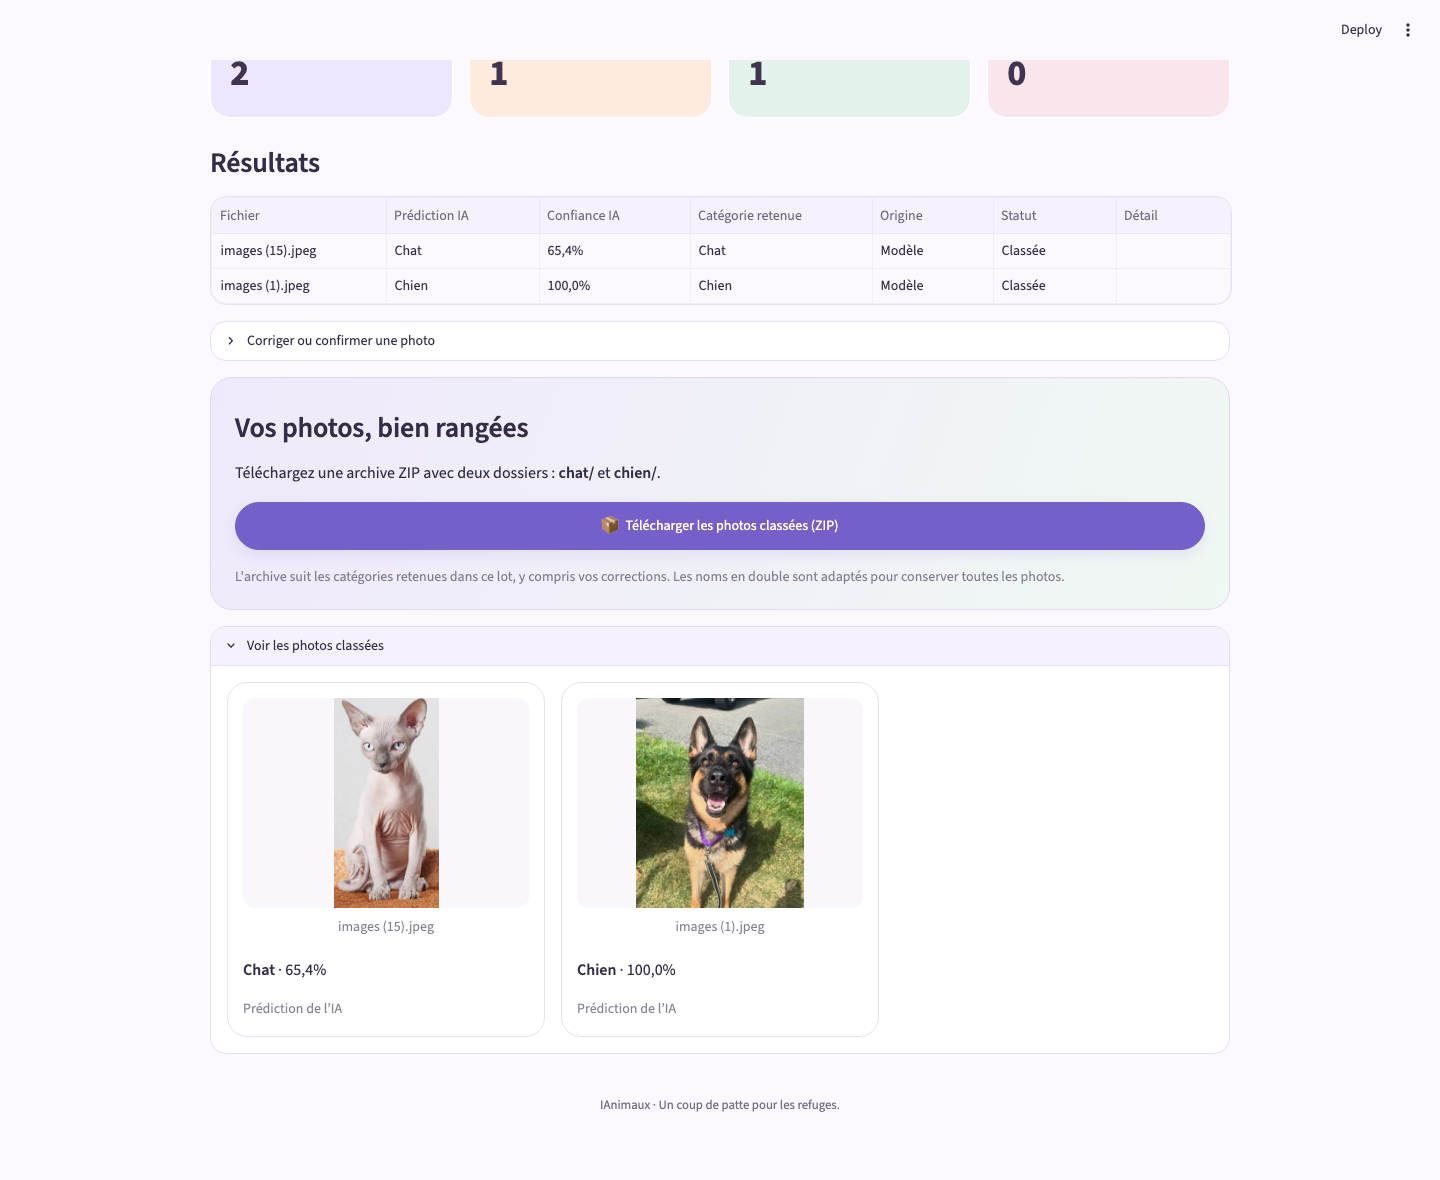 Deploy
2
1
1
0
Résultats
Fichier Prédiction IA Confiance IA Catégorie retenue Origine Statut Détail
images (15).jpeg Chat 65,4% Chat Modèle Classée
images (1).jpeg Chien 100,0% Chien Modèle Classée
Corriger ou confirmer une photo
Vos photos, bien rangées
Téléchargez une archive ZIP avec deux dossiers : chat/ et chien/.
📦 Télécharger les photos classées (ZIP)
L'archive suit les catégories retenues dans ce lot, y compris vos corrections. Les noms en double sont adaptés pour conserver toutes les photos.
Voir les photos classées
images (15).jpeg
Chat · 65,4%
Prédiction de l’IA
images (1).jpeg
Chien · 100,0%
Prédiction de l’IA
IAnimaux · Un coup de patte pour les refuges.